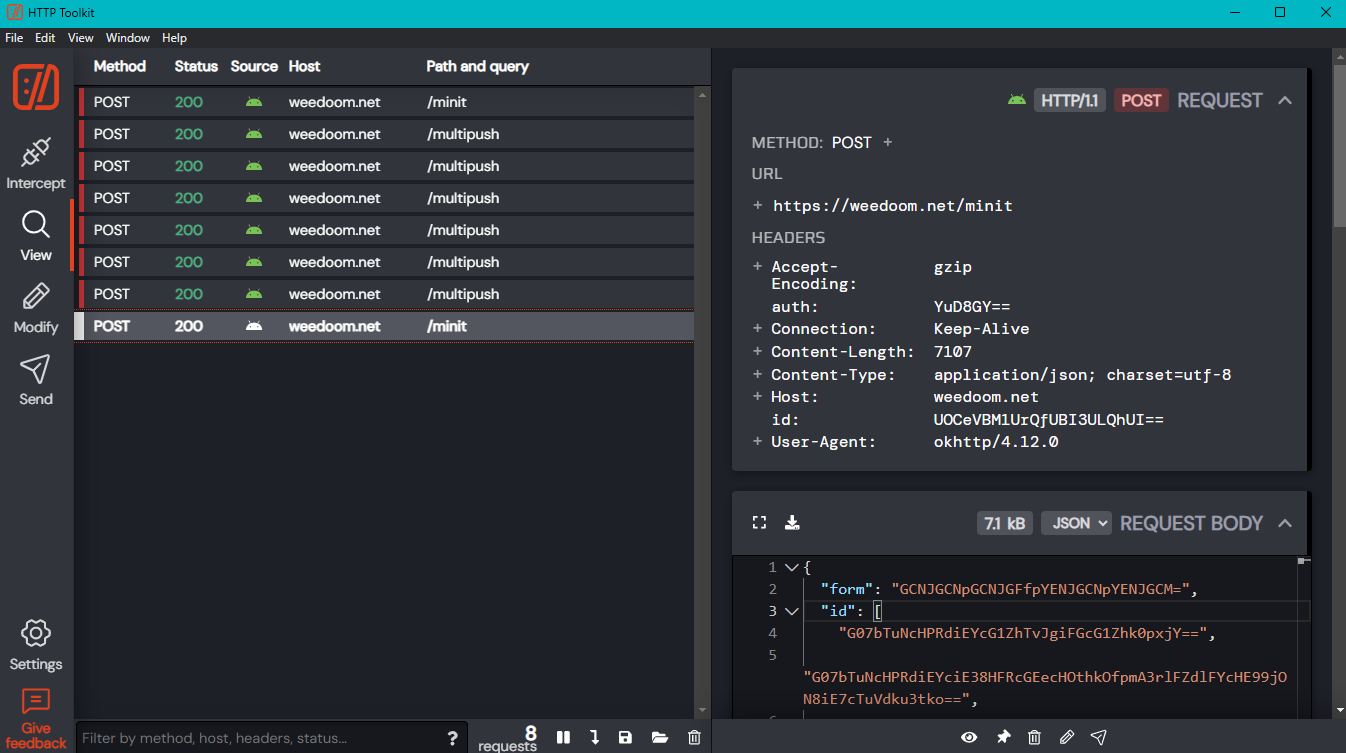 HTTP Toolkit
File Edit View Window Help
Method Status Source Host Path and query
POST 200 weedoom.net /minit
POST 200 weedoom.net /multipush
POST 200 weedoom.net /multipush
POST 200 weedoom.net /multipush
POST 200 weedoom.net /multipush
POST 200 weedoom.net /multipush
POST 200 weedoom.net /multipush
POST 200 weedoom.net /minit
Intercept
View
Modify
Send
Settings
Give
feedback
Filter by method, host, headers, status... ?
8
requests
HTTP/1.1 POST REQUEST
METHOD: POST +
URL
+ https://weedoom.net/minit
HEADERS
+ Accept-
Encoding: gzip
auth: YuD8GY==
+ Connection: Keep-Alive
+ Content-Length: 7107
+ Content-Type: application/json; charset=utf-8
+ Host: weedoom.net
id: UOCeVBM1UrQfUBI3ULQhUI==
+ User-Agent: okhttp/4.12.0
7.1 kB JSON REQUEST BODY
1 {
2 "form": "GCNJGCNpGCNJGFfpYENJGCNpYENJGCM=",
3 "id": [
4 "G07bTuNcHPRdiEYcG1ZhTvJgiFGcG1Zhk0pxjY==",
5
"G07bTuNcHPRdiEYciE38HFRcGEecHOthkOfpmA3rlFZdlFYcHE99jO
N8iE7cTuVdku3tko==",
6